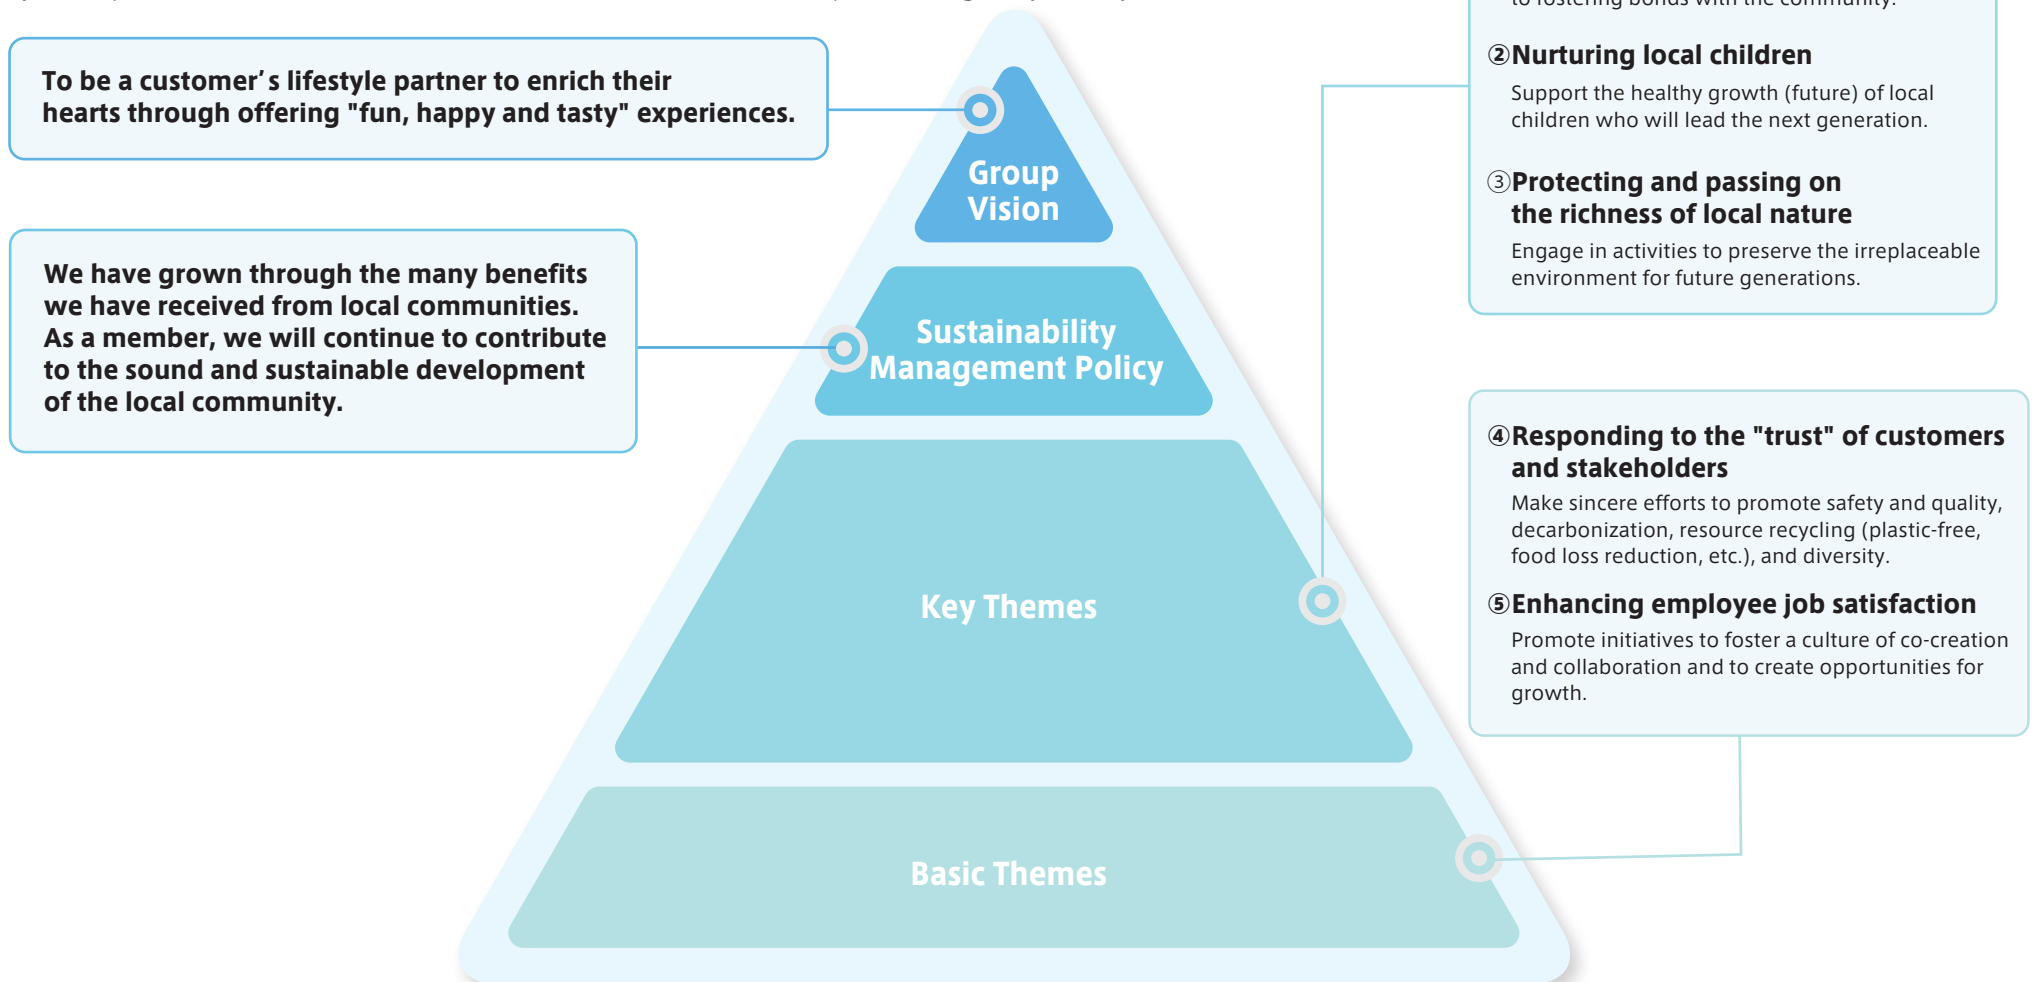 to fostering bonds with the community.
To be a customer's lifestyle partner to enrich their
hearts through offering "fun, happy and tasty" experiences.
We have grown through the many benefits
we have received from local communities.
As a member, we will continue to contribute
to the sound and sustainable development
of the local community.
Group
Vision
Sustainability
Management Policy
Key Themes
Basic Themes
②Nurturing local children
Support the healthy growth (future) of local
children who will lead the next generation.
③Protecting and passing on
the richness of local nature
Engage in activities to preserve the irreplaceable
environment for future generations.
④Responding to the "trust" of customers
and stakeholders
Make sincere efforts to promote safety and quality,
decarbonization, resource recycling (plastic-free,
food loss reduction, etc.), and diversity.
⑤Enhancing employee job satisfaction
Promote initiatives to foster a culture of co-creation
and collaboration and to create opportunities for
growth.